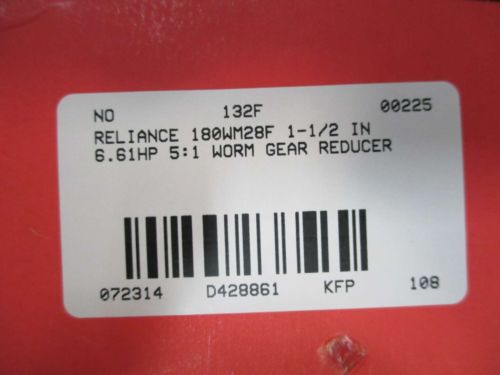 NO 132F 00225
RELIANCE 180WM28F 1-1/2 IN
6.61HP 5:1 WORM GEAR REDUCER
072314 D428861 KFP 108